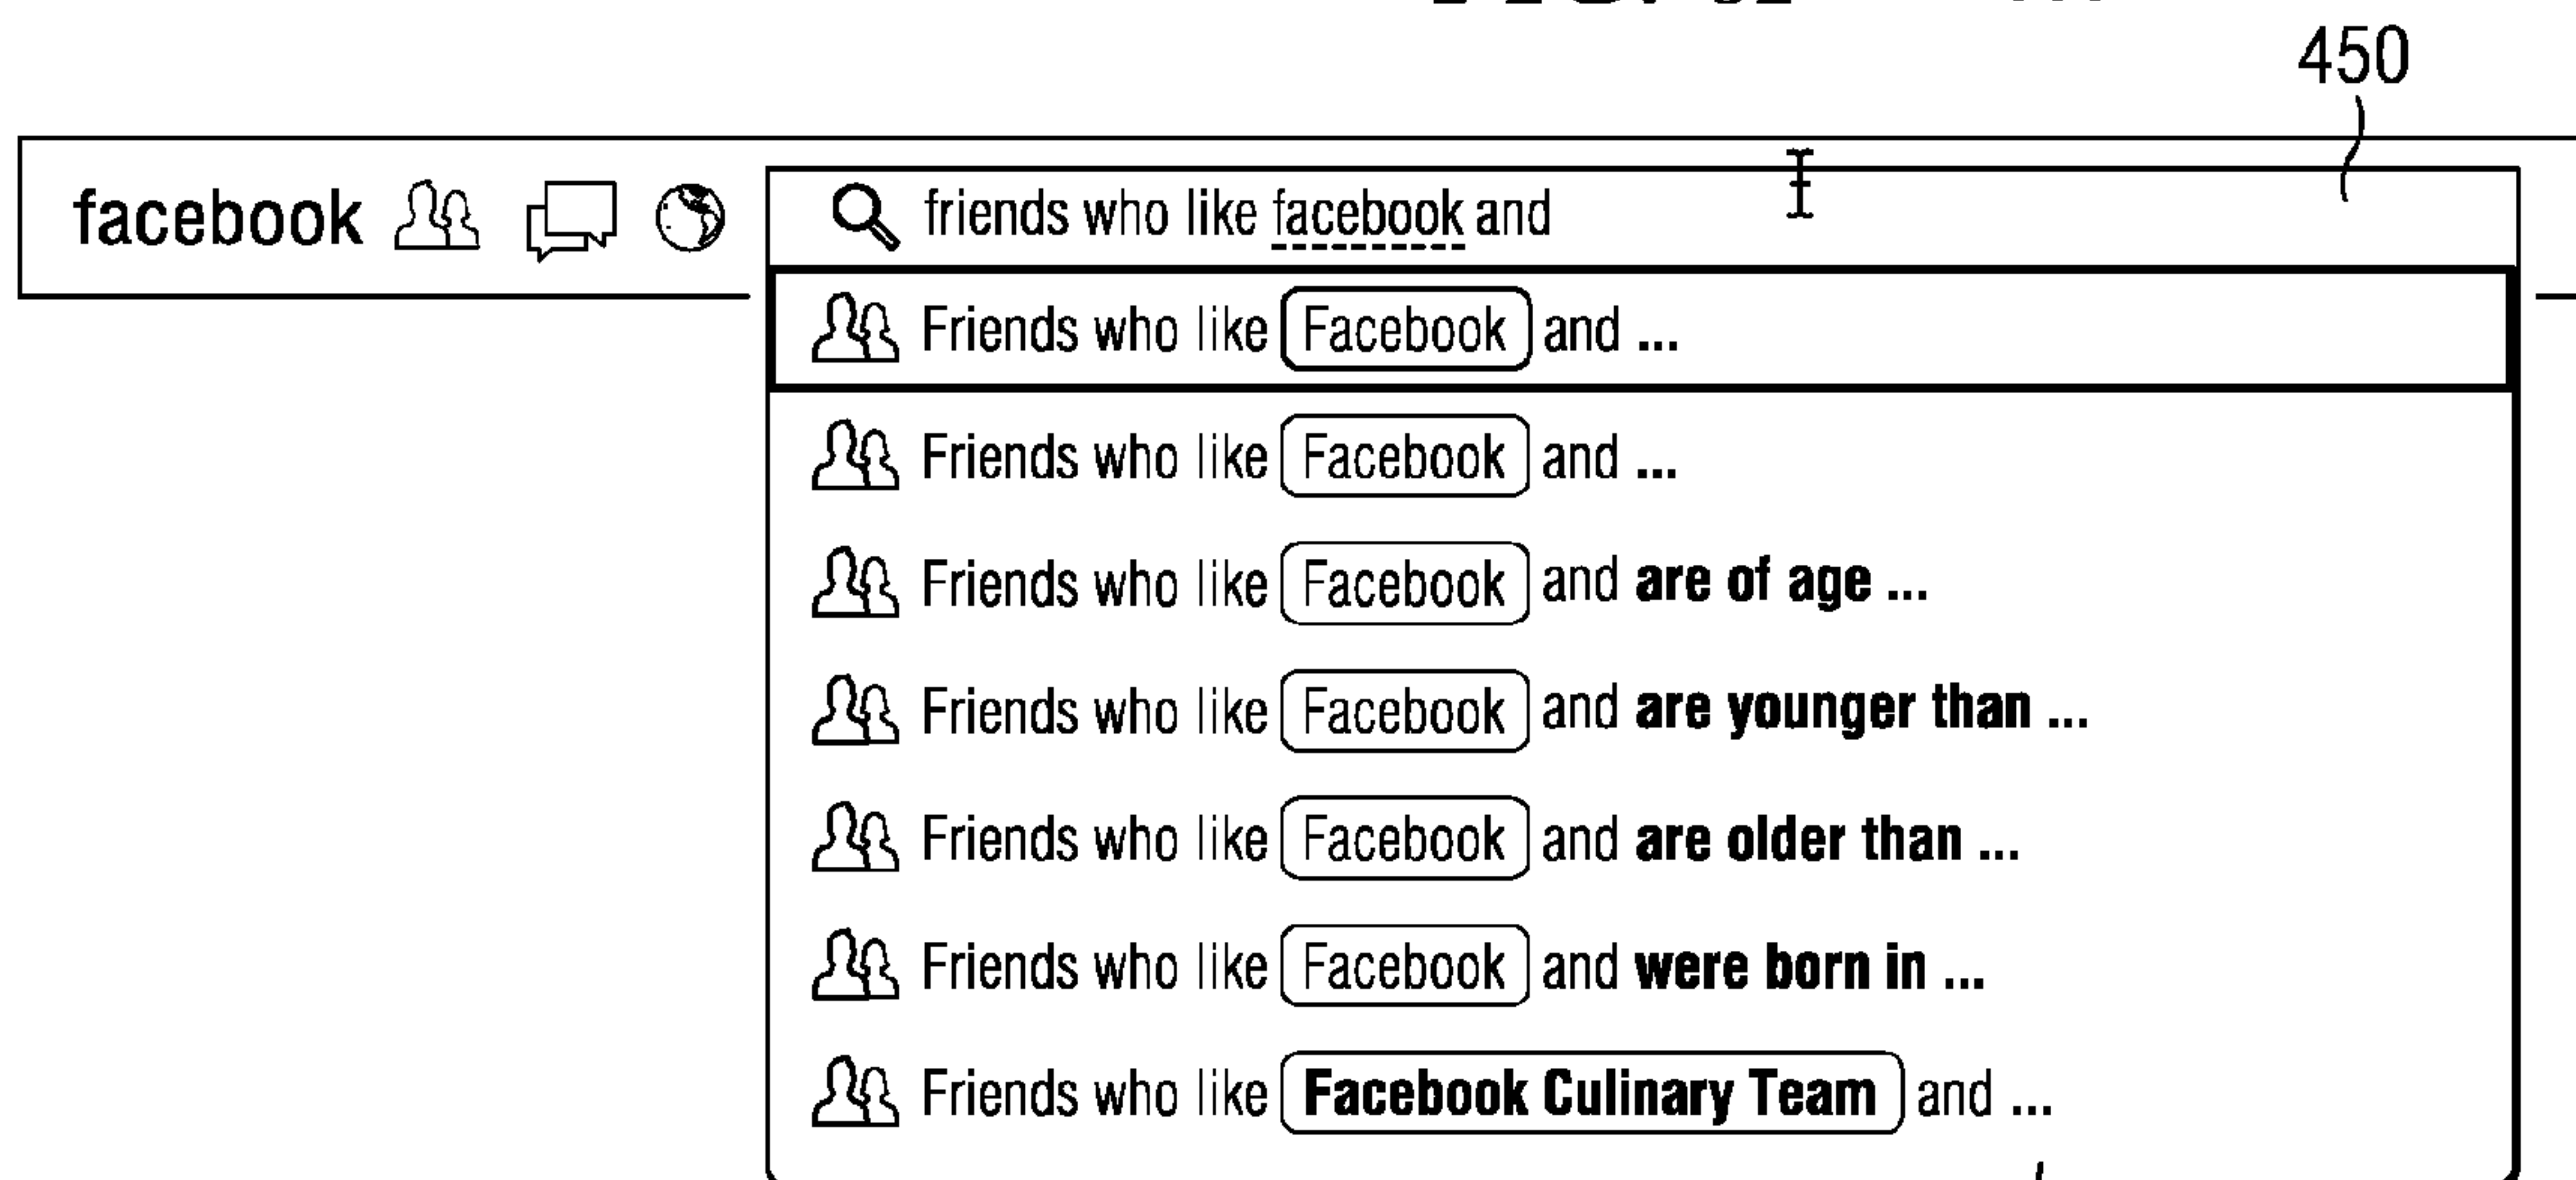 450
facebook friends who like facebook and
Friends who like Facebook and ...
Friends who like Facebook and ...
Friends who like Facebook and are of age ...
Friends who like Facebook and are younger than ...
Friends who like Facebook and are older than ...
Friends who like Facebook and were born in ...
Friends who like Facebook Culinary Team and ...